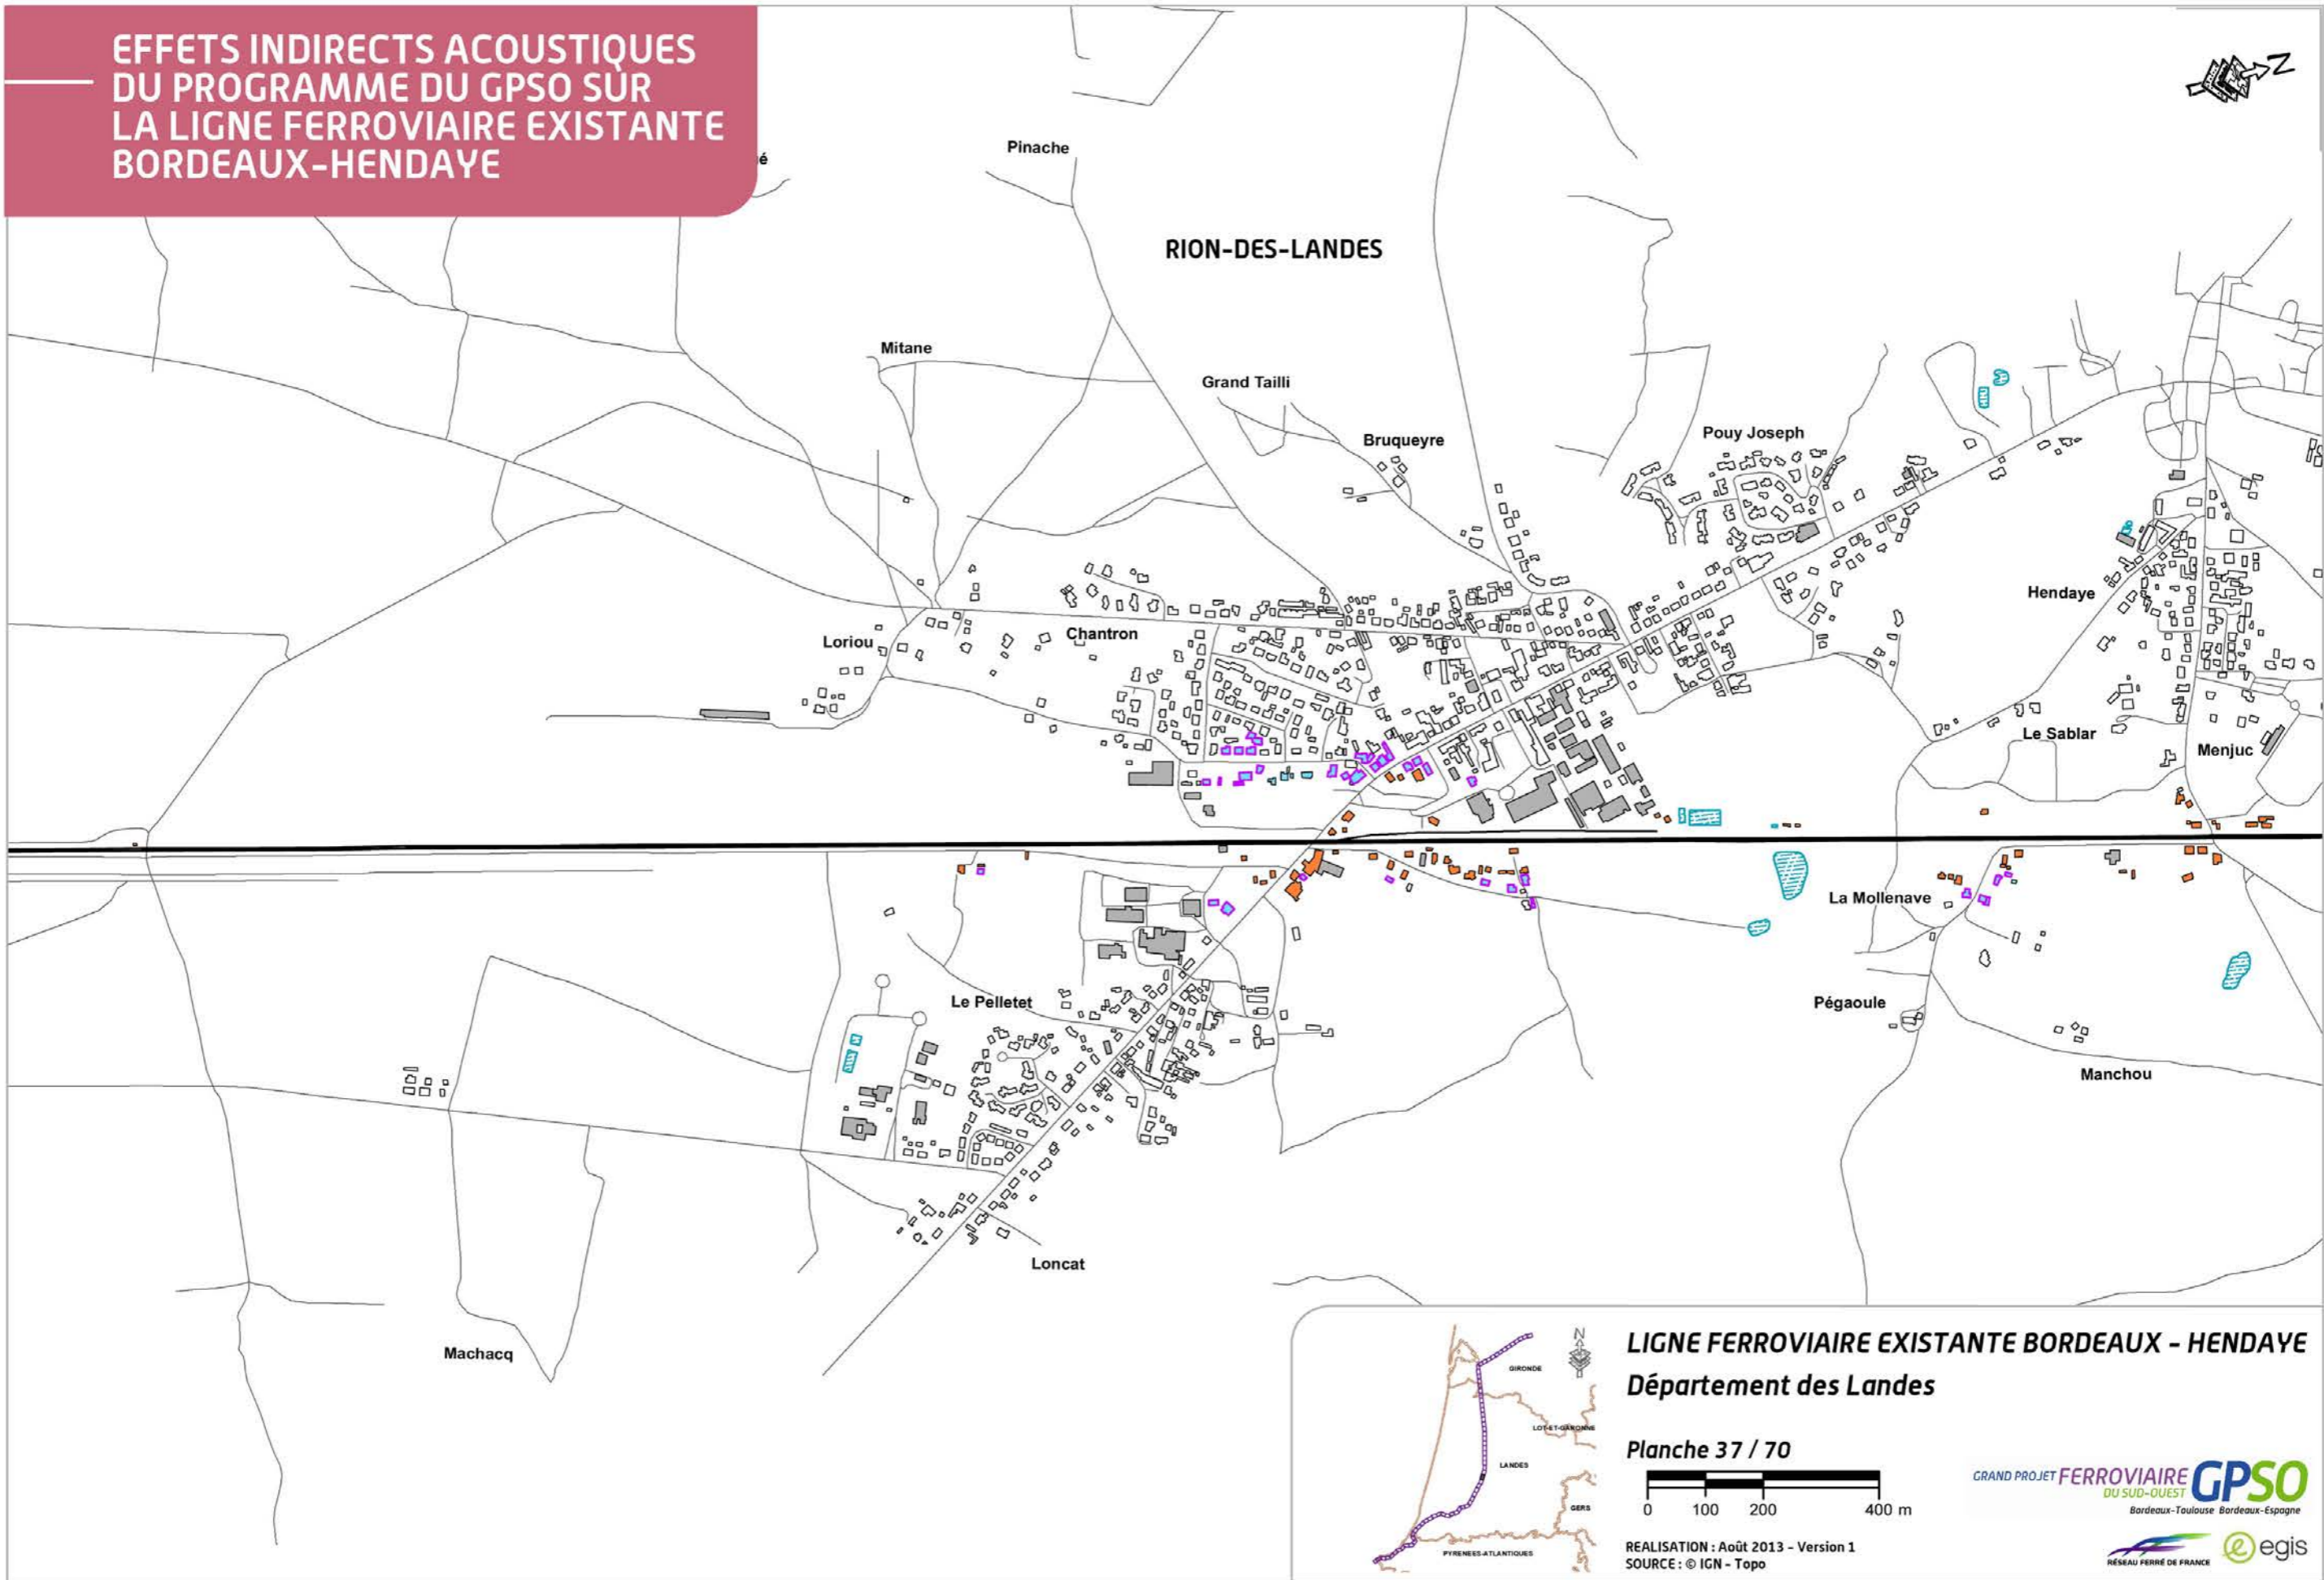 EFFETS INDIRECTS ACOUSTIQUES
DU PROGRAMME DU GPSO SUR
LA LIGNE FERROVIAIRE EXISTANTE
BORDEAUX-HENDAYE
é
Z
Pinache
RION-DES-LANDES
Mitane
Grand Tailli
Bruqueyre
Pouy Joseph
Hendaye
Loriou
Chantron
Le Sablar
Menjuc
La Mollenave
Le Pelletet
Pégaoule
Manchou
Loncat
Machacq
N
GIRONDE
LOT-ET-GARONNE
LANDES
GERS
PYRENEES-ATLANTIQUES
LIGNE FERROVIAIRE EXISTANTE BORDEAUX - HENDAYE
Département des Landes
Planche 37 / 70
0 100 200 400 m
REALISATION : Août 2013 - Version 1
SOURCE : © IGN - Topo
GRAND PROJET FERROVIAIRE GPSO
DU SUD-OUEST
Bordeaux-Toulouse Bordeaux-Espagne
RÉSEAU FERRÉ DE FRANCE
e egis